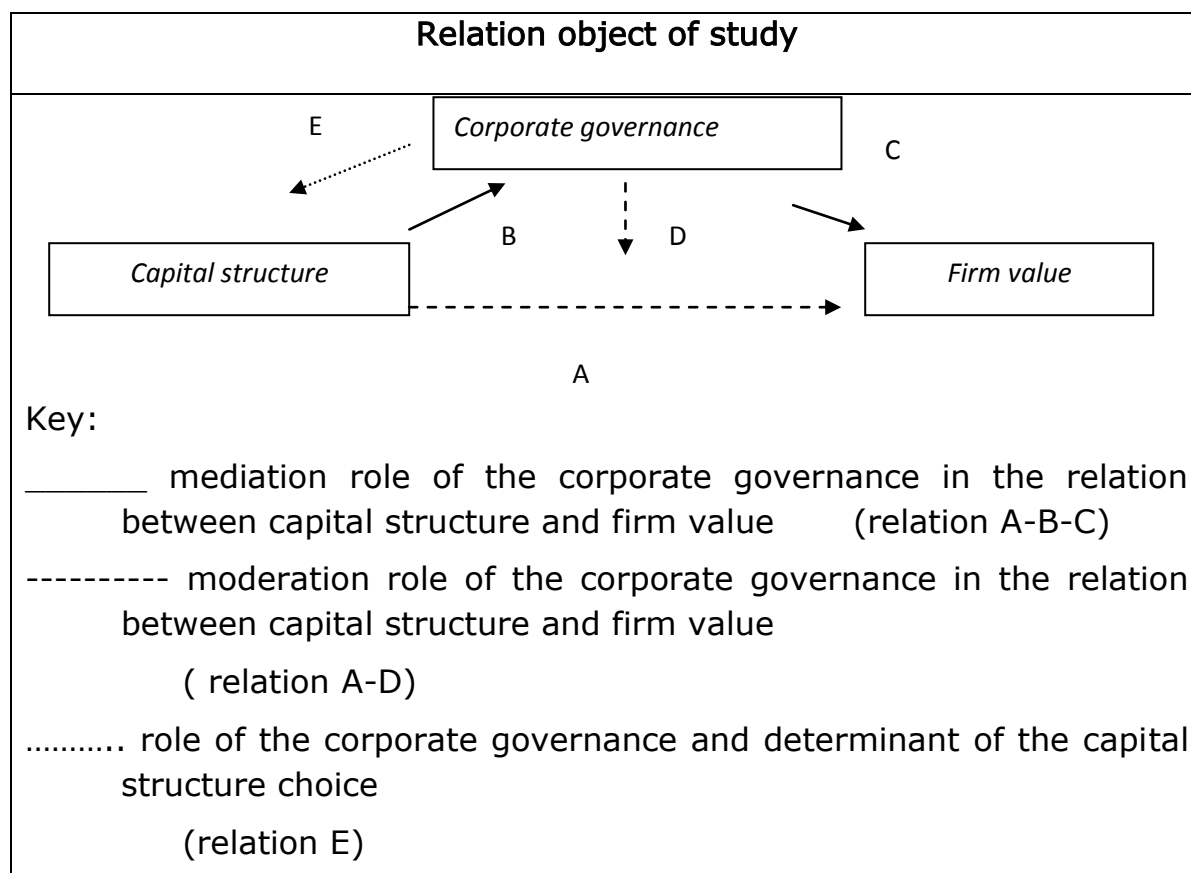 Relation object of study
E
Corporate governance
C
B
D
Capital structure
Firm value
A
Key:
_______ mediation role of the corporate governance in the relation
between capital structure and firm value (relation A-B-C)
---------- moderation role of the corporate governance in the relation
between capital structure and firm value
( relation A-D)
……….. role of the corporate governance and determinant of the capital
structure choice
(relation E)